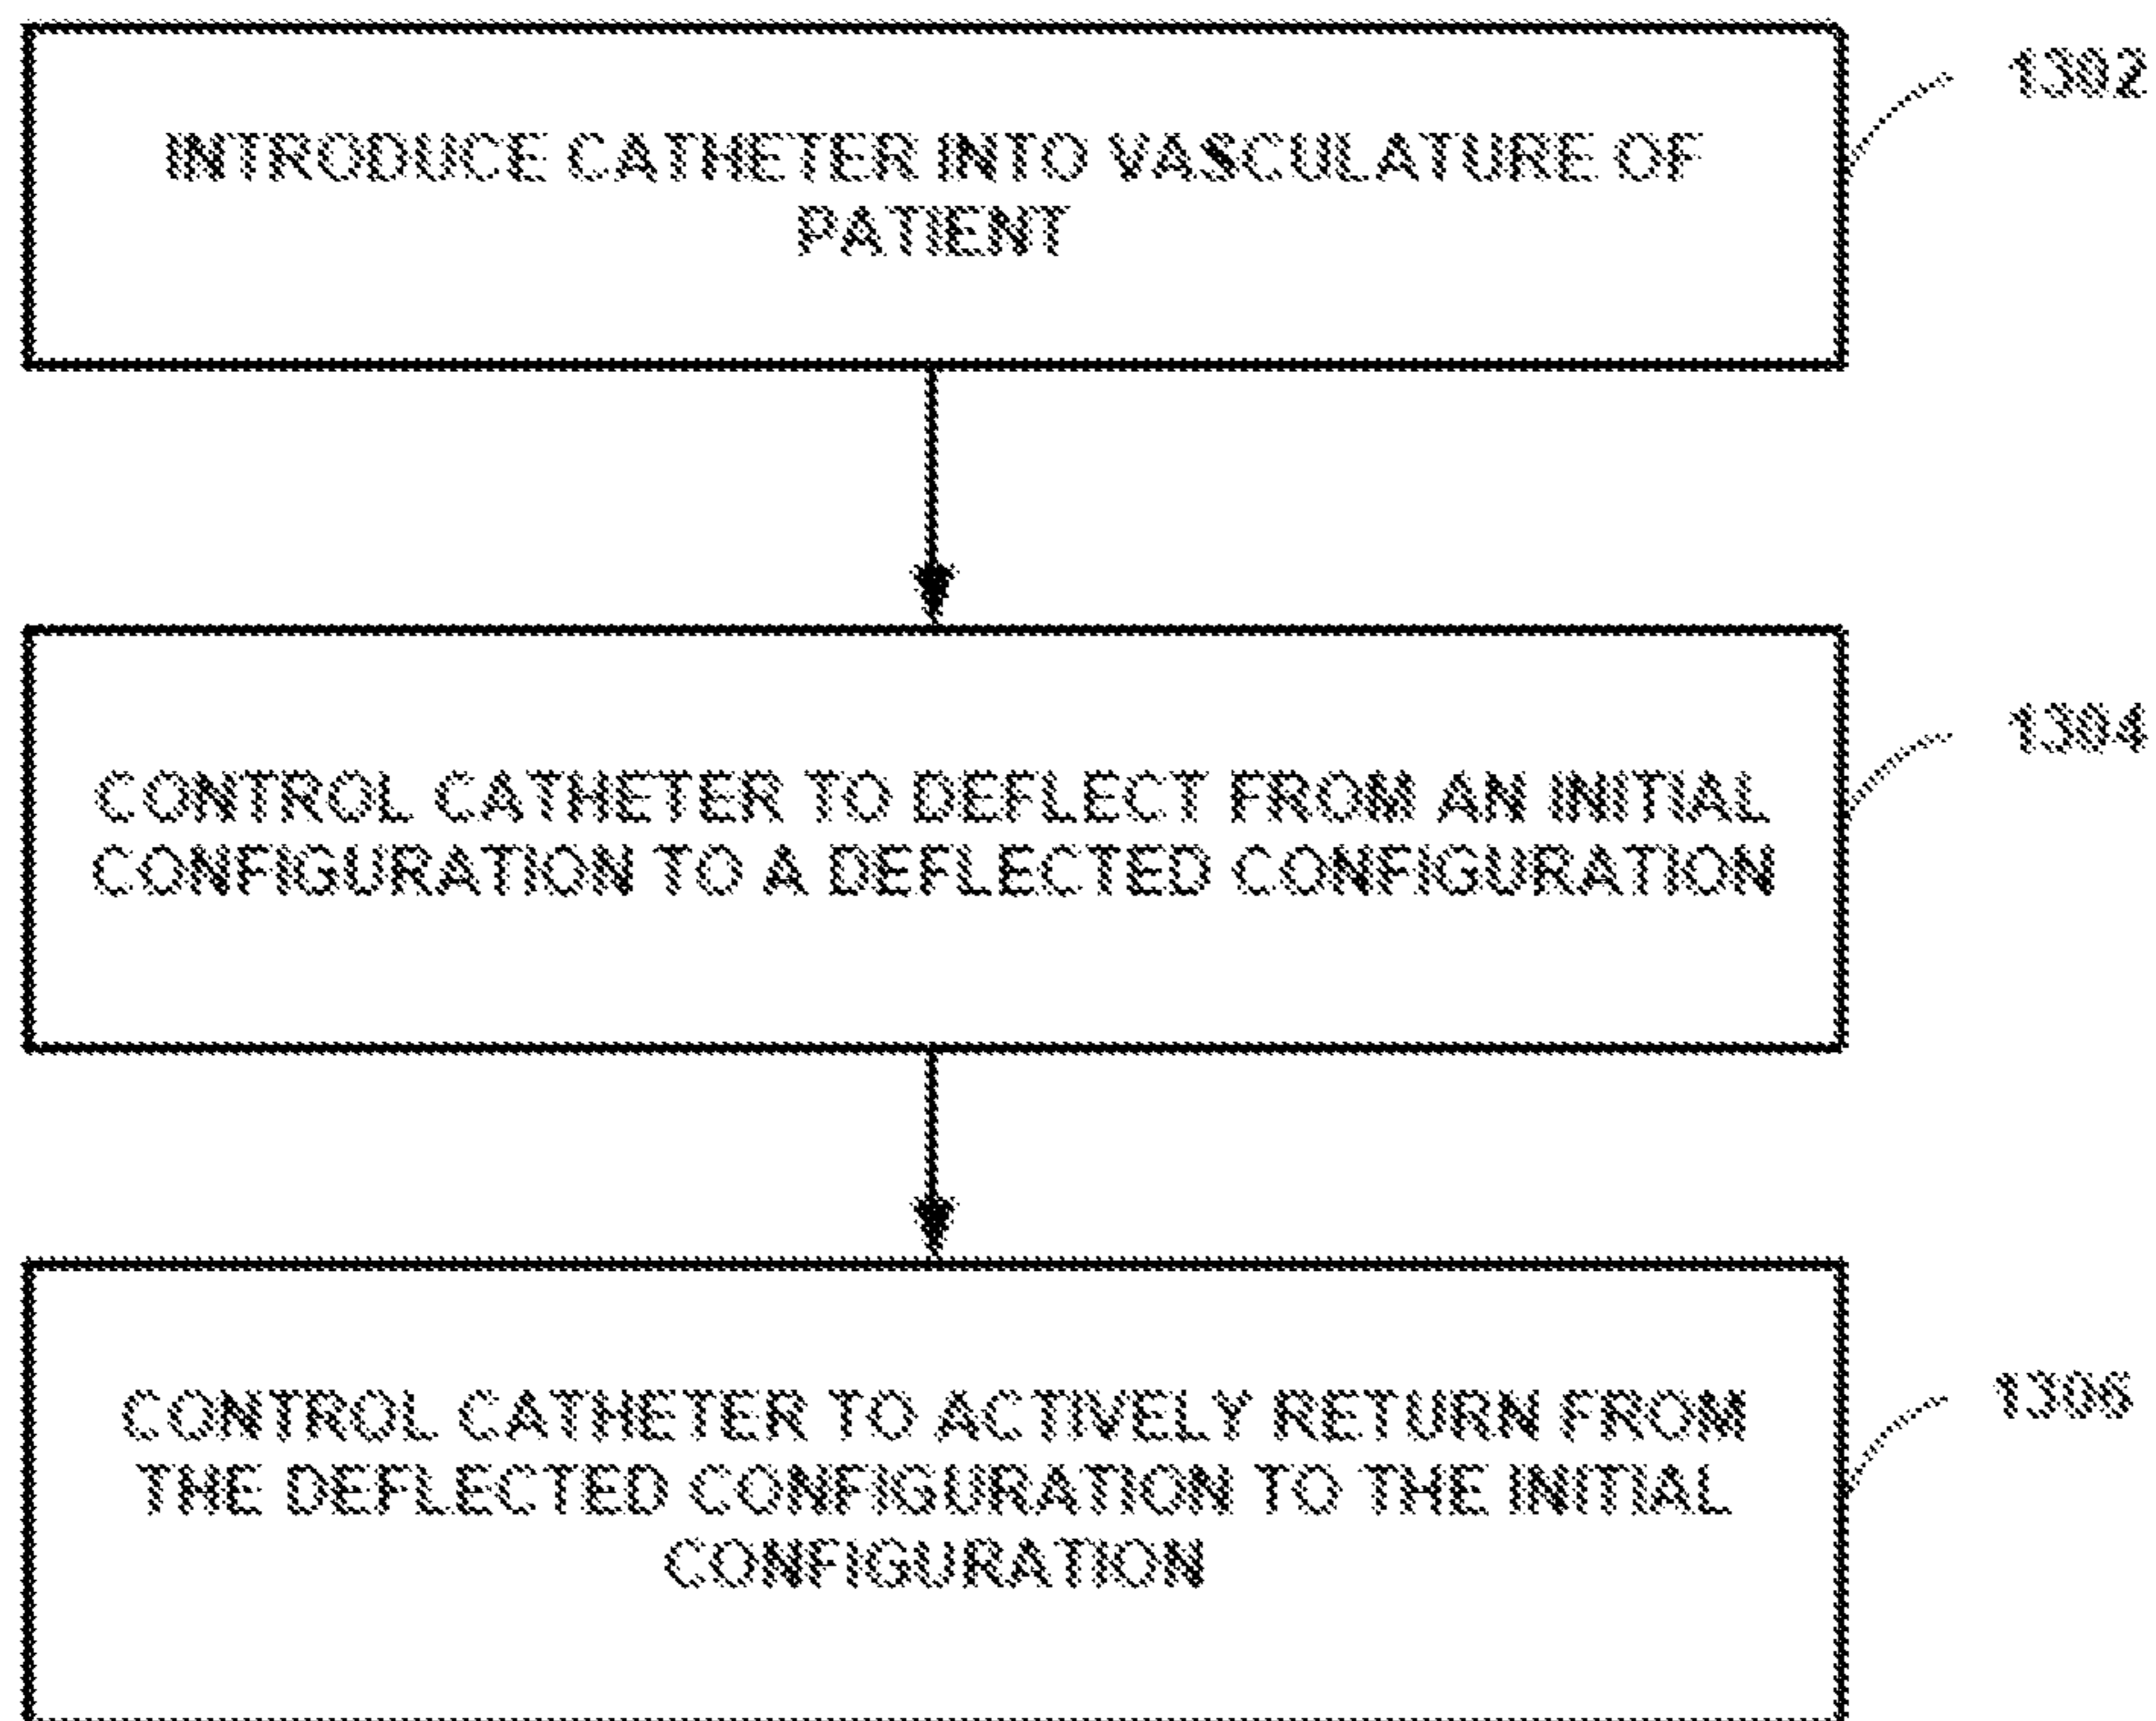 1302
INTRODUCE CATHETER INTO VASCULATURE OF
PATIENT
1304
CONTROL CATHETER TO DEFLECT FROM AN INITIAL
CONFIGURATION TO A DEFLECTED CONFIGURATION
1306
CONTROL CATHETER TO ACTIVELY RETURN FROM
THE DEFLECTED CONFIGURATION TO THE INITIAL
CONFIGURATION